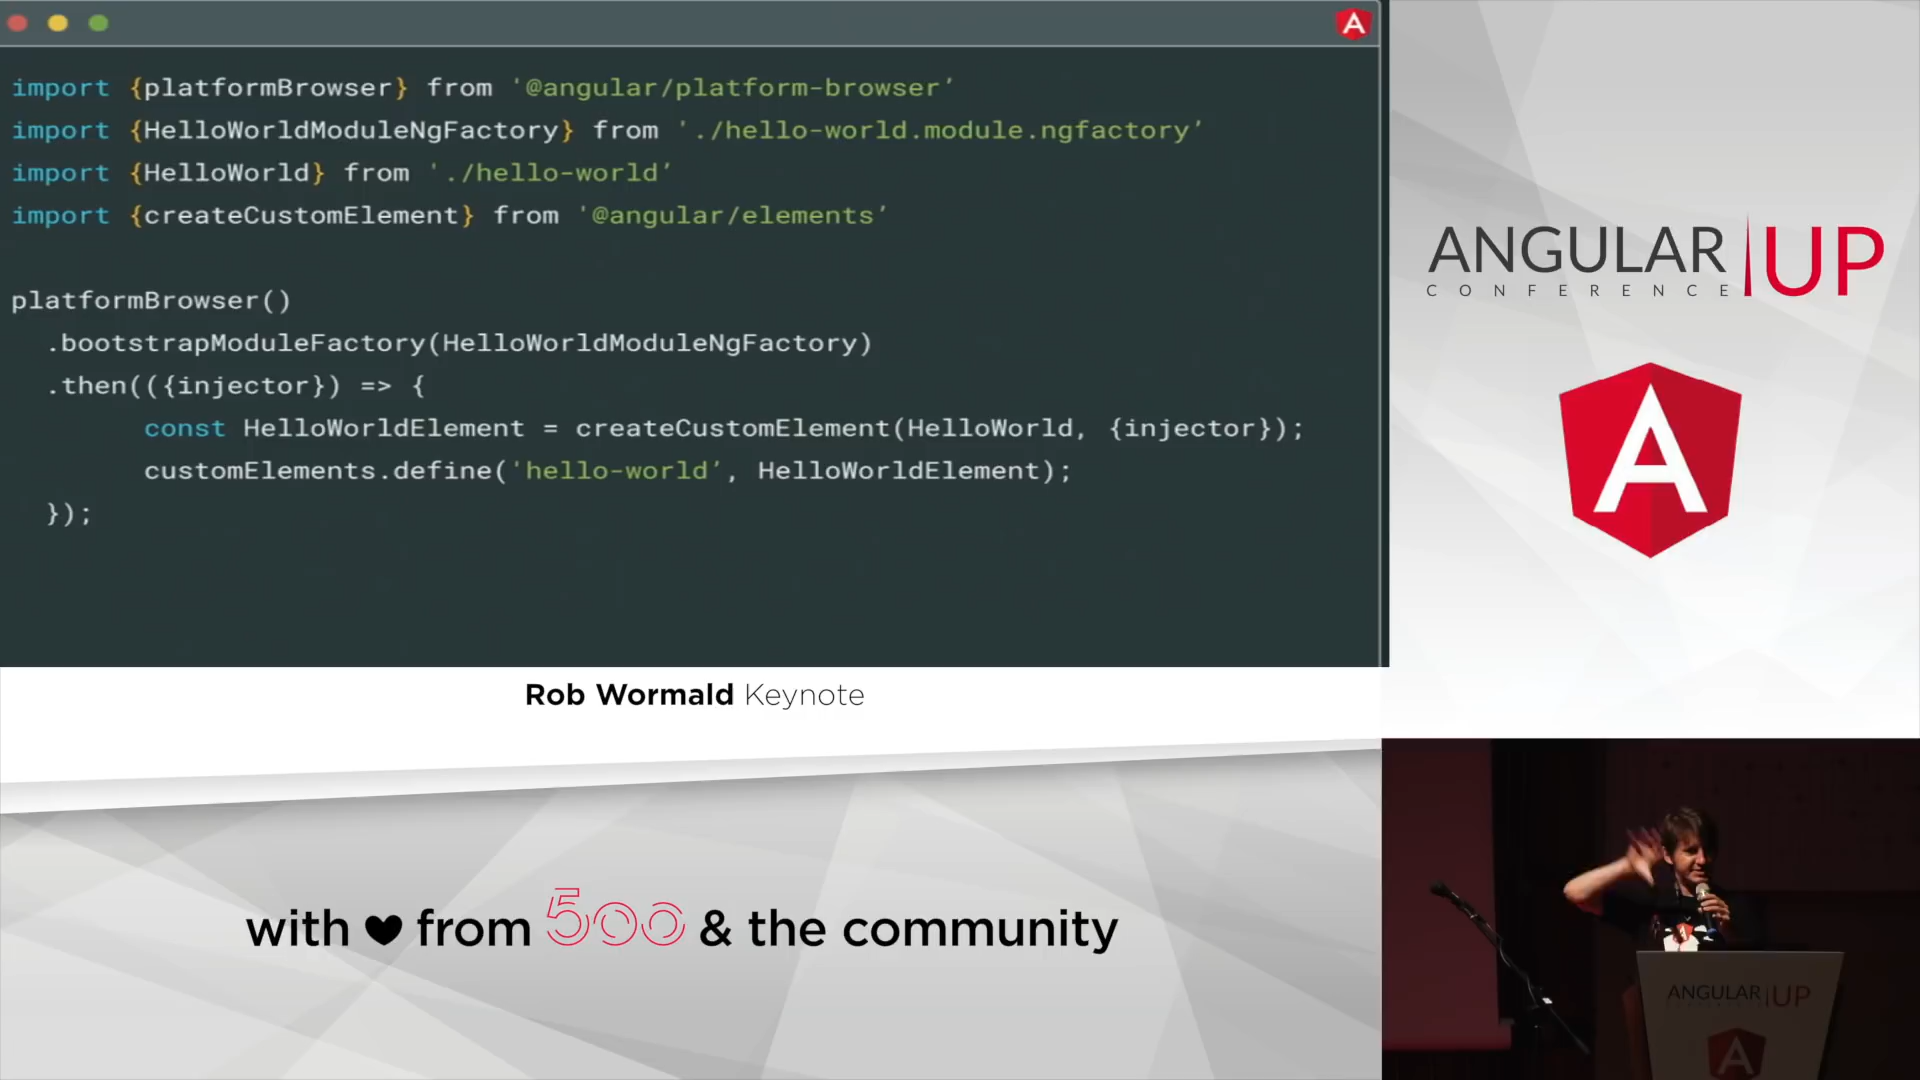 import {platformBrowser} from '@angular/platform-browser’
import {HelloWorldModuleNgFactory} from './hello-world.module.ngfactory’
import {HelloWorld} from './hello-world’
import {createCustomElement} from '@angular/elements’
platformBrowser()
.bootstrapModuleFactory(HelloWorldModuleNgFactory)
.then(({injector}) => {
const HelloWorldElement = createCustomElement(HelloWorld, {injector});
customElements.define('hello-world’, HelloWorldElement);
});
Rob Wormald Keynote
with ♥ from 500 & the community
ANGULAR UP
CONFERENCE
A
ANGULAR UP
A